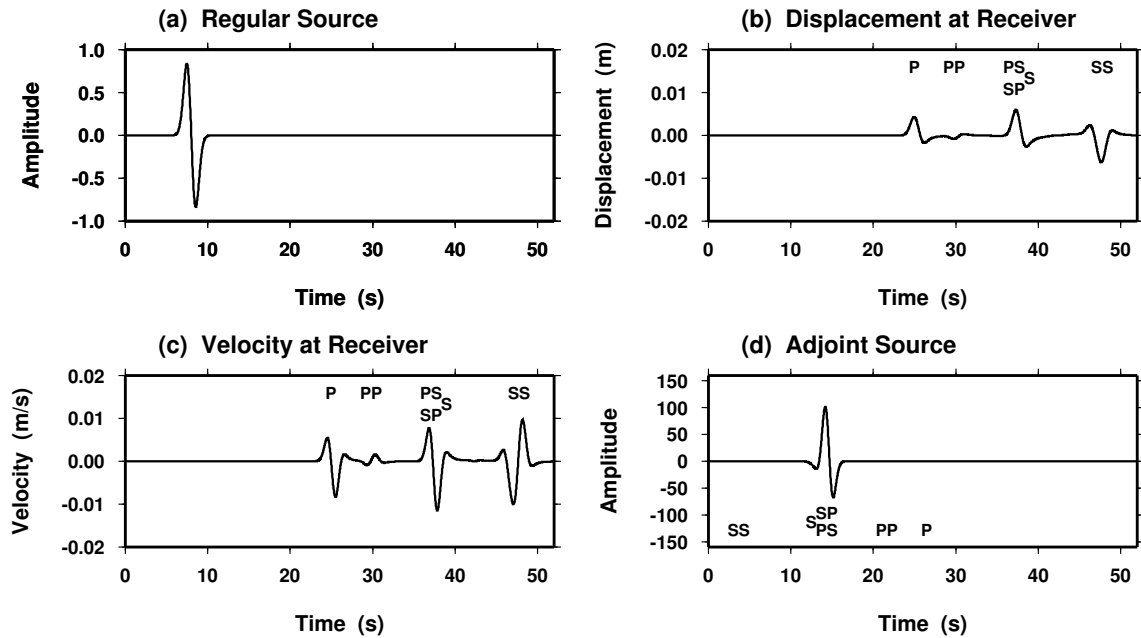 (a) Regular Source
1.0
0.5
0.0
-0.5
-1.0
Amplitude
0 10 20 30 40 50
Time (s)
(b) Displacement at Receiver
0.02
0.01
0.00
-0.01
-0.02
Displacement (m)
P PP PS S SS
SP
0 10 20 30 40 50
Time (s)
(c) Velocity at Receiver
0.02
0.01
0.00
-0.01
-0.02
Velocity (m/s)
P PP PS S SS
SP
0 10 20 30 40 50
Time (s)
(d) Adjoint Source
150
100
50
0
-50
-100
-150
Amplitude
S SP
SS PS PP P
0 10 20 30 40 50
Time (s)